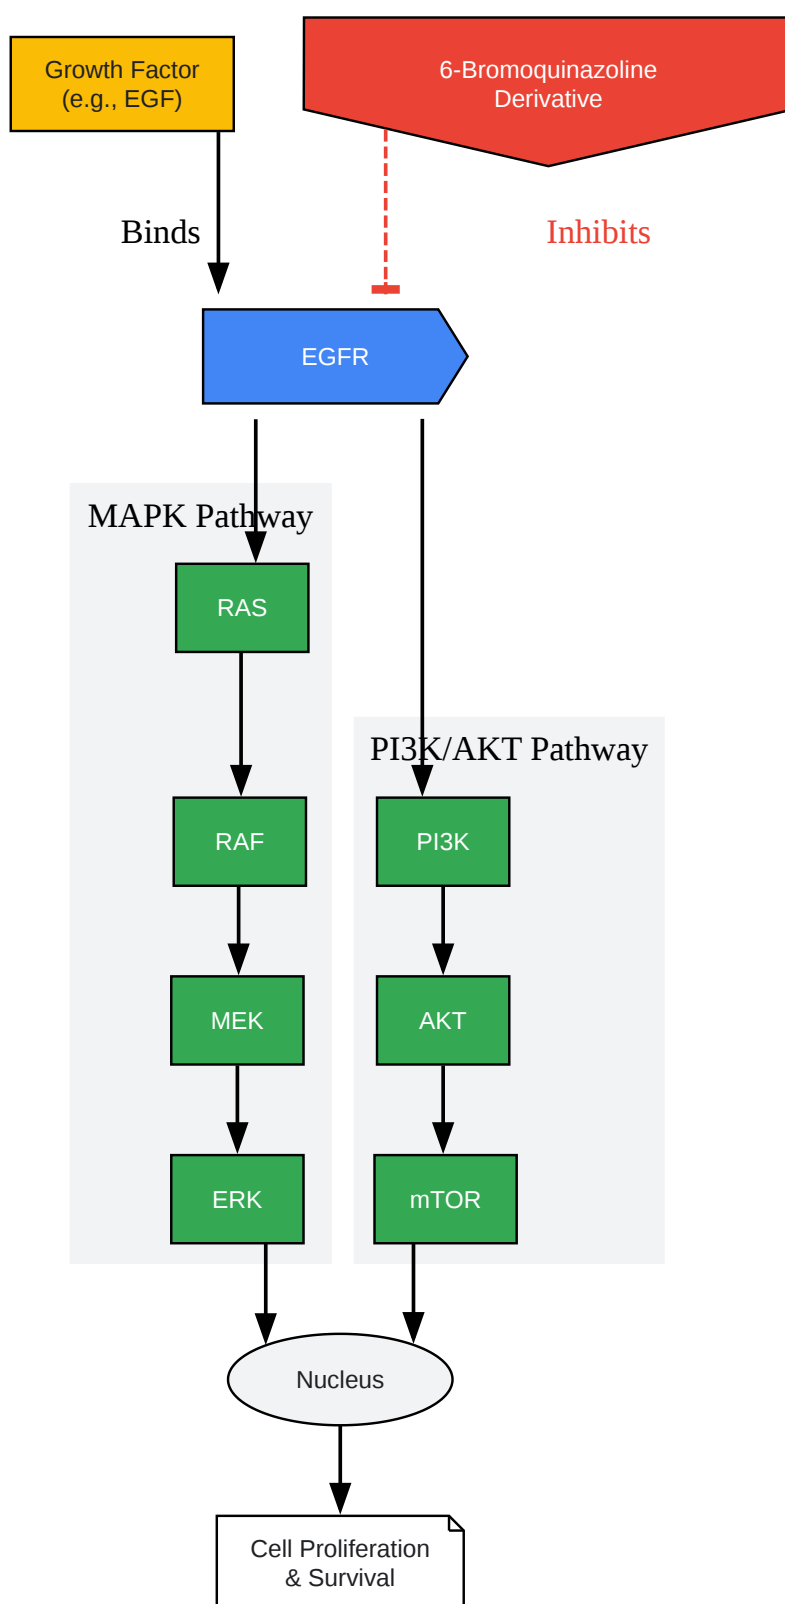 Growth Factor
(e.g., EGF)
6-Bromoquinazoline
Derivative
Binds
Inhibits
EGFR
MAPK Pathway
RAS
PI3K/AKT Pathway
RAF
PI3K
MEK
AKT
ERK
mTOR
Nucleus
Cell Proliferation
& Survival